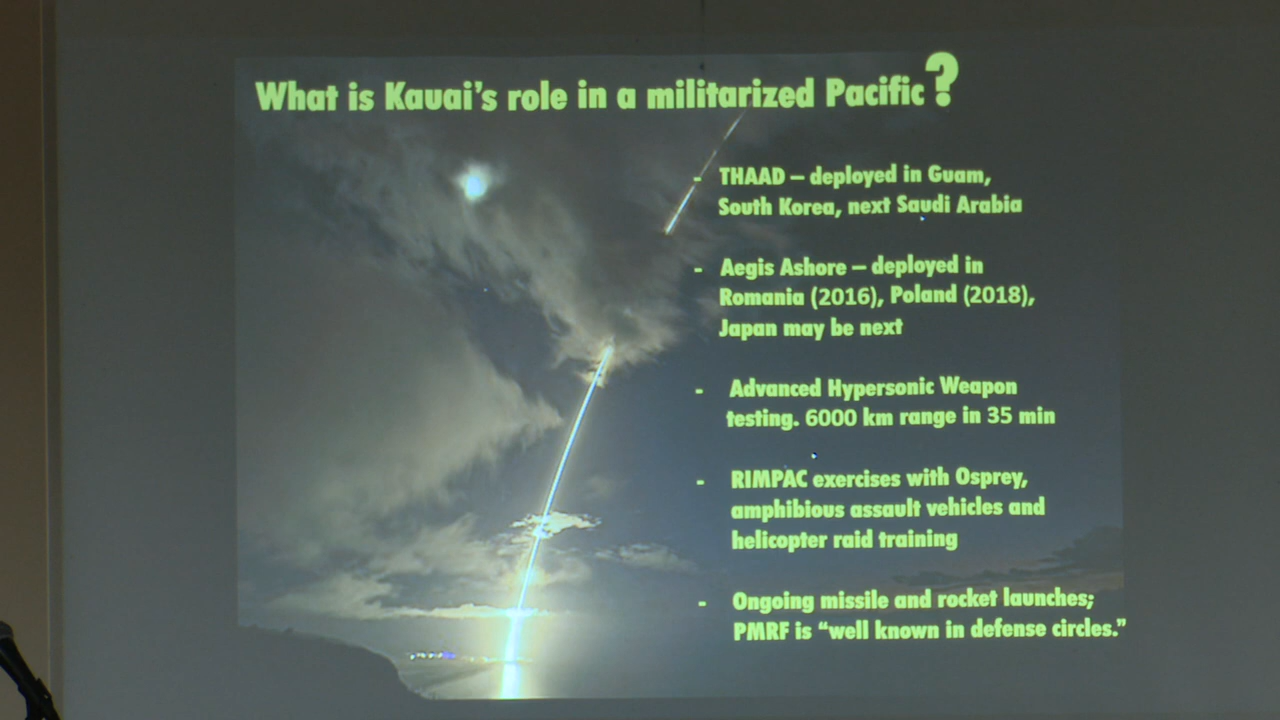 What is Kauai's role in a militarized Pacific?
- THAAD – deployed in Guam,
South Korea, next Saudi Arabia
- Aegis Ashore – deployed in
Romania (2016), Poland (2018),
Japan may be next
- Advanced Hypersonic Weapon
testing. 6000 km range in 35 min
- RIMPAC exercises with Osprey,
amphibious assault vehicles and
helicopter raid training
- Ongoing missile and rocket launches;
PMRF is “well known in defense circles.”